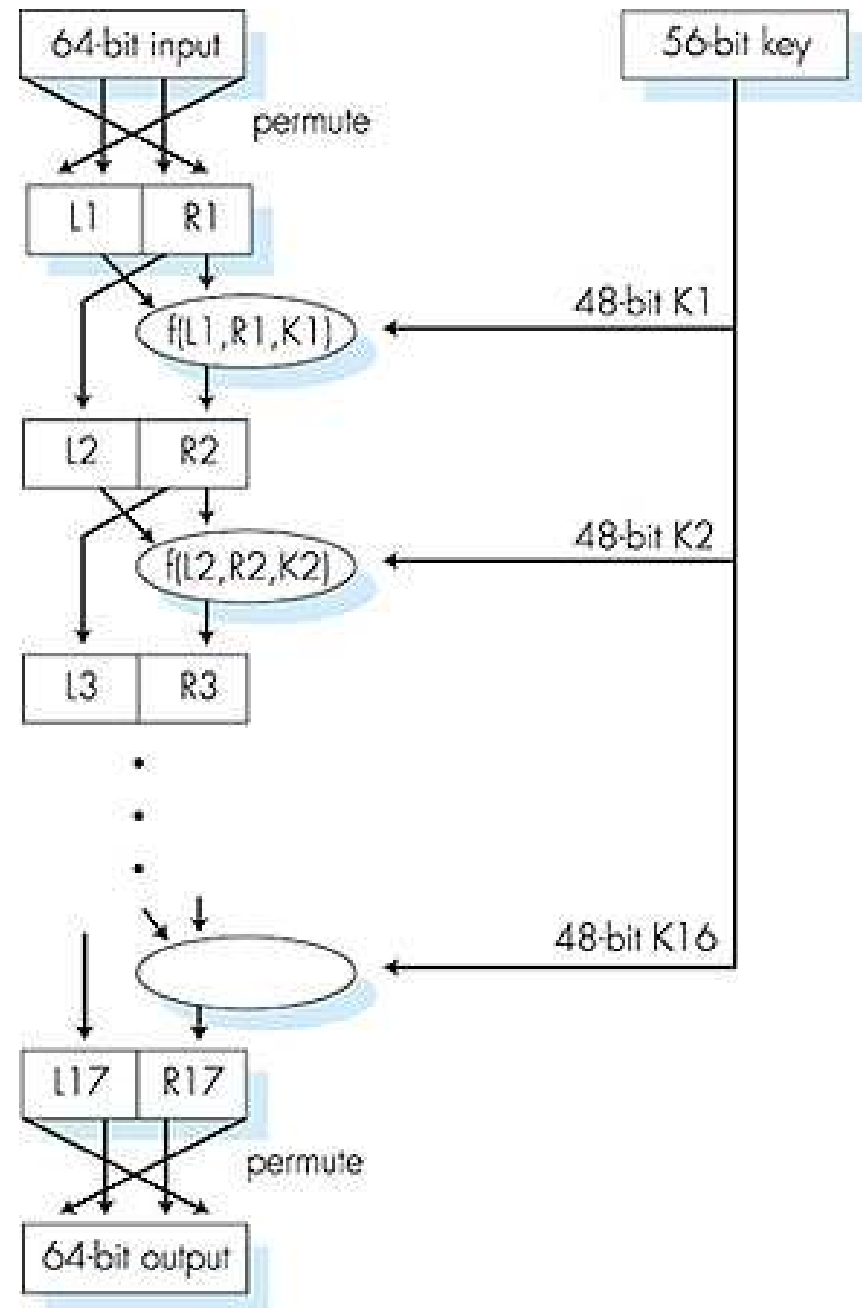 64-bit input
56-bit key
permute
L1 R1
48-bit K1
f(L1,R1,K1)
L2 R2
48-bit K2
f(L2,R2,K2)
L3 R3
48-bit K16
L17 R17
permute
64-bit output